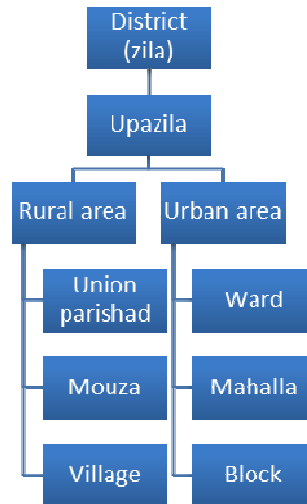 District
(zila)
Upazila
Rural area
Urban area
Union
parishad
Ward
Mouza
Mahalla
Village
Block